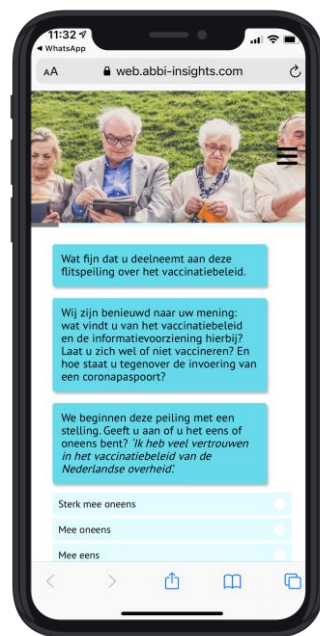 11:32
WhatsApp
AA web.abbi-insights.com
Wat fijn dat u deelneemt aan deze
flitspeiling over het vaccinatiebeleid.
Wij zijn benieuwd naar uw mening:
wat vindt u van het vaccinatiebeleid
en de informatievoorziening hierbij?
Laat u zich wel of niet vaccineren? En
hoe staat u tegenover de invoering van
een coronapaspoort?
We beginnen deze peiling met een
stelling. Geeft u aan of u het eens of
oneens bent? 'Ik heb veel vertrouwen
in het vaccinatiebeleid van de
Nederlandse overheid'.
Sterk mee oneens
Mee oneens
Mee eens